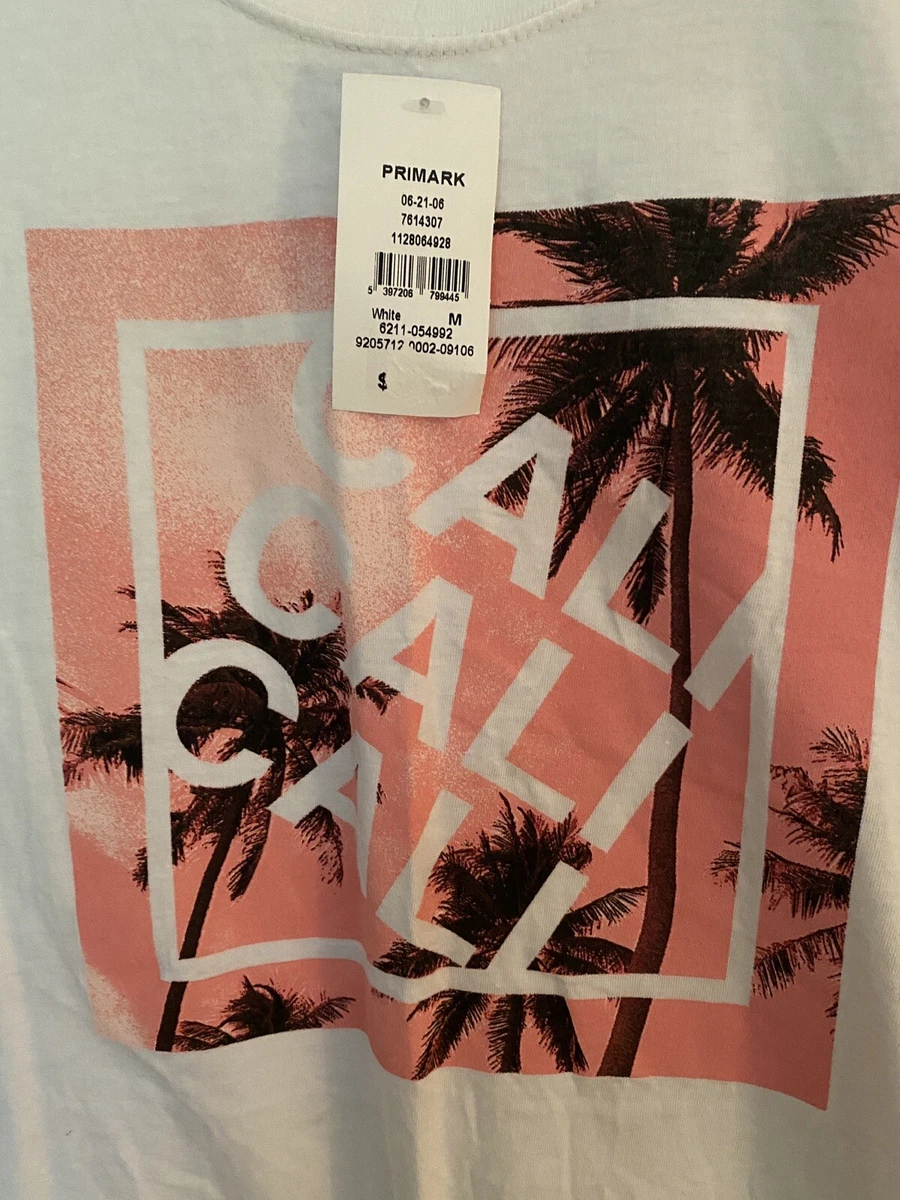 PRIMARK
06-21-06
7614307
1128064928
5 397206 799445
White M
6211-054992
9205712 0002-09106
$
CALI
CALI
CALI